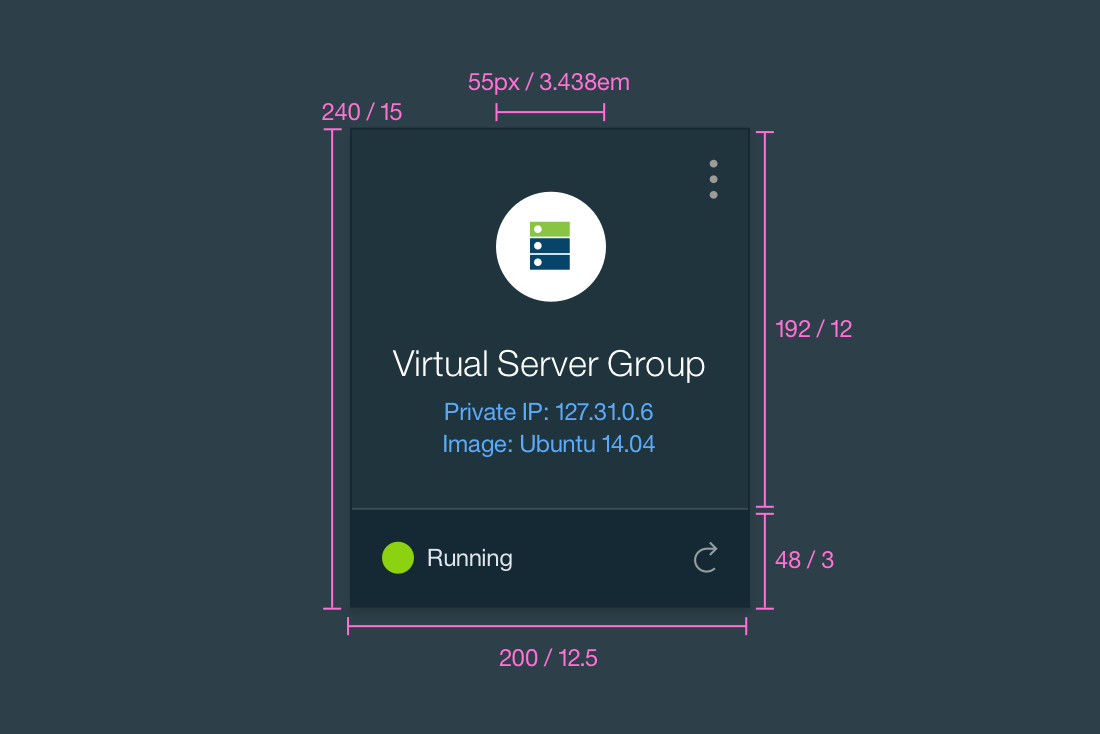 55px / 3.438em
240 / 15
Virtual Server Group
192 / 12
Private IP: 127.31.0.6
Image: Ubuntu 14.04
Running
48 / 3
200 / 12.5